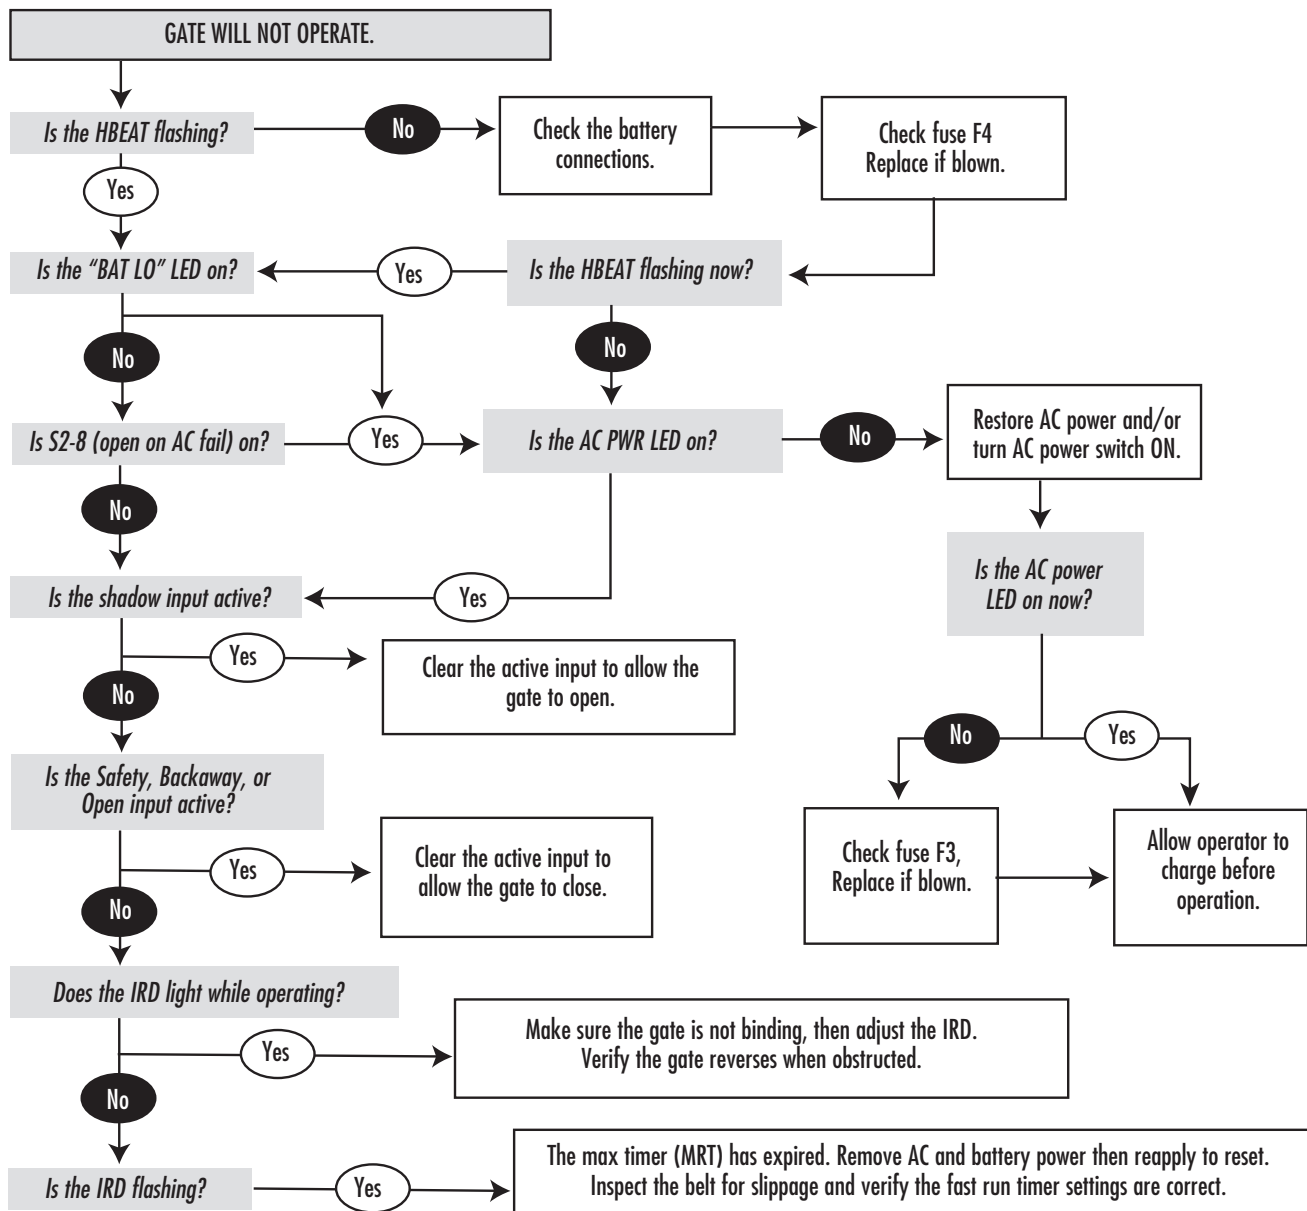 GATE WILL NOT OPERATE.
Is the HBEAT flashing?
No
Check the battery
connections.
Check fuse F4
Replace if blown.
Yes
Is the “BAT LO” LED on?
Yes
Is the HBEAT flashing now?
No
No
Is S2-8 (open on AC fail) on?
Yes
Is the AC PWR LED on?
No
Restore AC power and/or
turn AC power switch ON.
No
Is the shadow input active?
Yes
Is the AC power
LED on now?
Yes
Clear the active input to allow the
gate to open.
No
No
Yes
Is the Safety, Backaway, or
Open input active?
Yes
Clear the active input to
allow the gate to close.
Check fuse F3,
Replace if blown.
Allow operator to
charge before
operation.
No
Does the IRD light while operating?
Yes
Make sure the gate is not binding, then adjust the IRD.
Verify the gate reverses when obstructed.
No
Is the IRD flashing?
Yes
The max timer (MRT) has expired. Remove AC and battery power then reapply to reset.
Inspect the belt for slippage and verify the fast run timer settings are correct.